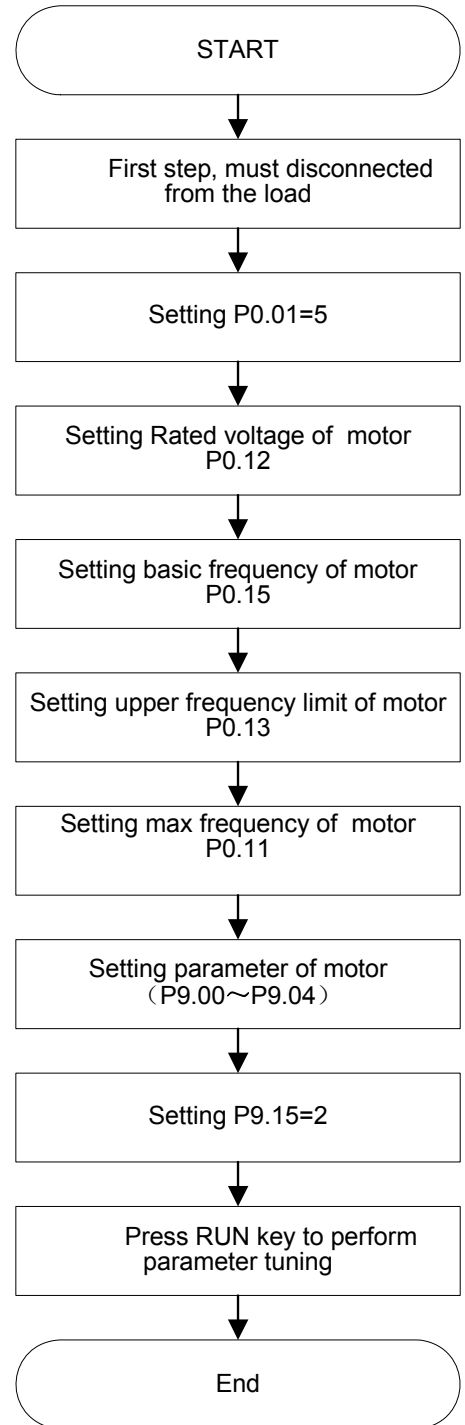 START
First step, must disconnected
from the load
Setting P0.01=5
Setting Rated voltage of motor
P0.12
Setting basic frequency of motor
P0.15
Setting upper frequency limit of motor
P0.13
Setting max frequency of motor
P0.11
Setting parameter of motor
（P9.00～P9.04）
Setting P9.15=2
Press RUN key to perform
parameter tuning
End